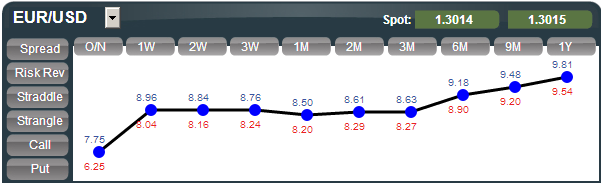 EUR/USD Spot: 1.3014 1.3015
Spread O/N 1W 2W 3W 1M 2M 3M 6M 9M 1Y
Risk Rev
Straddle
Strangle
Call
Put
7.75 8.96 8.84 8.76 8.50 8.61 8.63 9.18 9.48 9.81
6.25 8.04 8.16 8.24 8.20 8.29 8.27 8.90 9.20 9.54